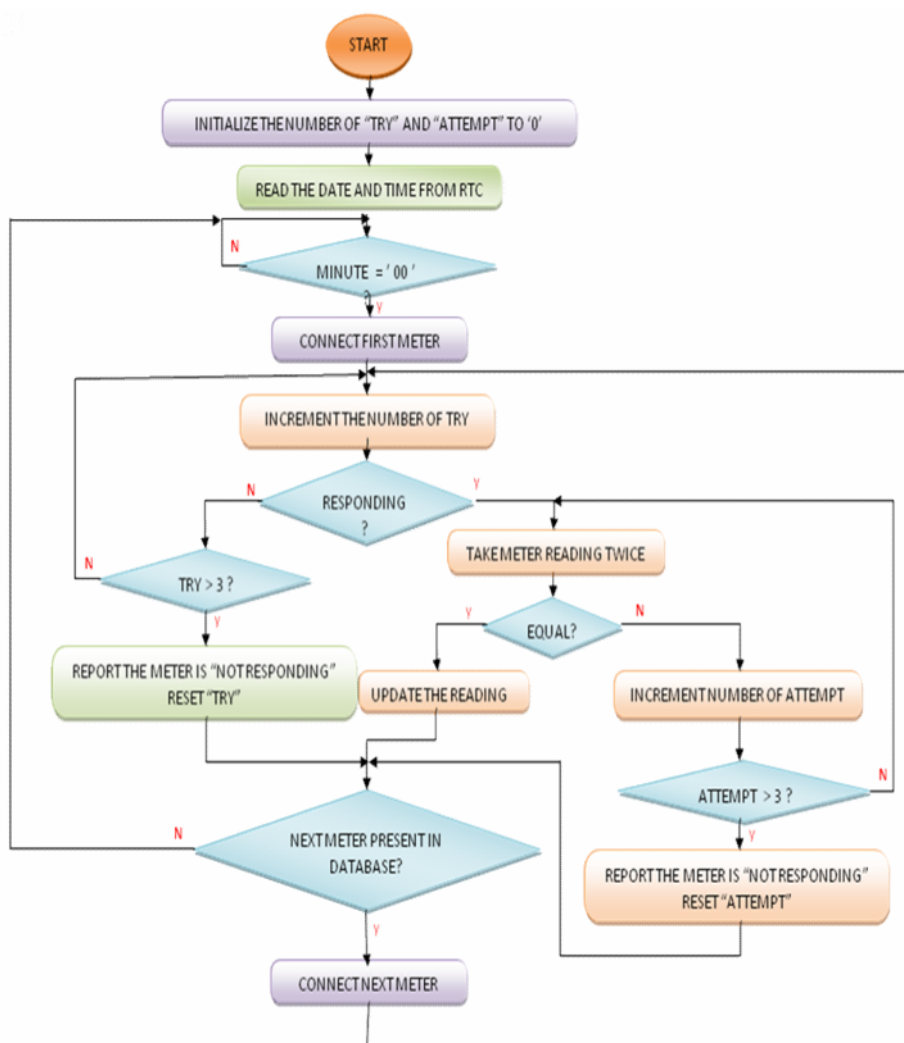 START
INITIALIZE THE NUMBER OF "TRY" AND "ATTEMPT" TO '0'
READ THE DATE AND TIME FROM RTC
N
MINUTE = ' 00 '
?
Y
CONNECT FIRST METER
INCREMENT THE NUMBER OF TRY
N
RESPONDING
?
Y
TAKE METER READING TWICE
N
TRY > 3 ?
Y
Y
EQUAL?
N
REPORT THE METER IS "NOT RESPONDING"
RESET "TRY"
UPDATE THE READING
INCREMENT NUMBER OF ATTEMPT
ATTEMPT > 3 ?
N
Y
N
NEXT METER PRESENT IN
DATABASE?
REPORT THE METER IS "NOT RESPONDING"
RESET "ATTEMPT"
Y
CONNECT NEXT METER